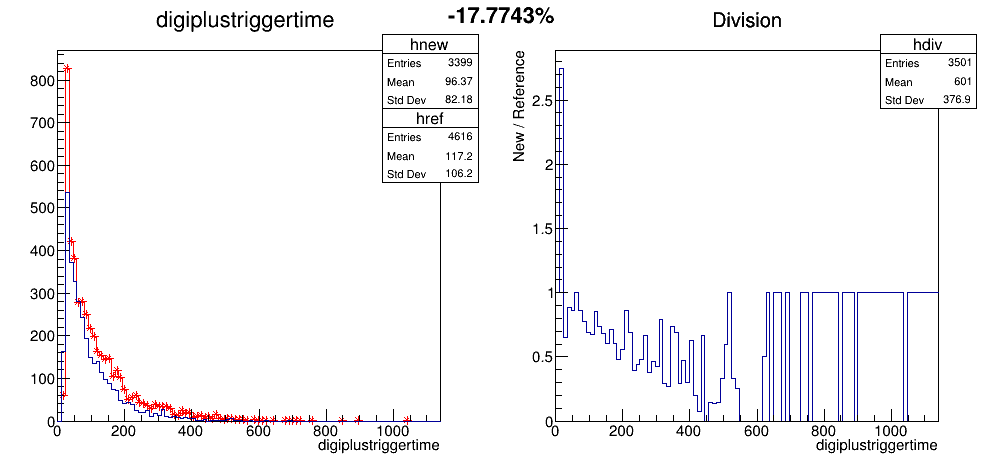 -17.7743%
digiplustriggertime
hnew
Entries 3399
Mean 96.37
Std Dev 82.18
href
Entries 4616
Mean 117.2
Std Dev 106.2
800
700
600
500
400
300
200
100
0
0 200 400 600 800 1000
digiplustriggertime
Division
hdiv
Entries 3501
Mean 601
Std Dev 376.9
New / Reference
2.5
2
1.5
1
0.5
0
0 200 400 600 800 1000
digiplustriggertime